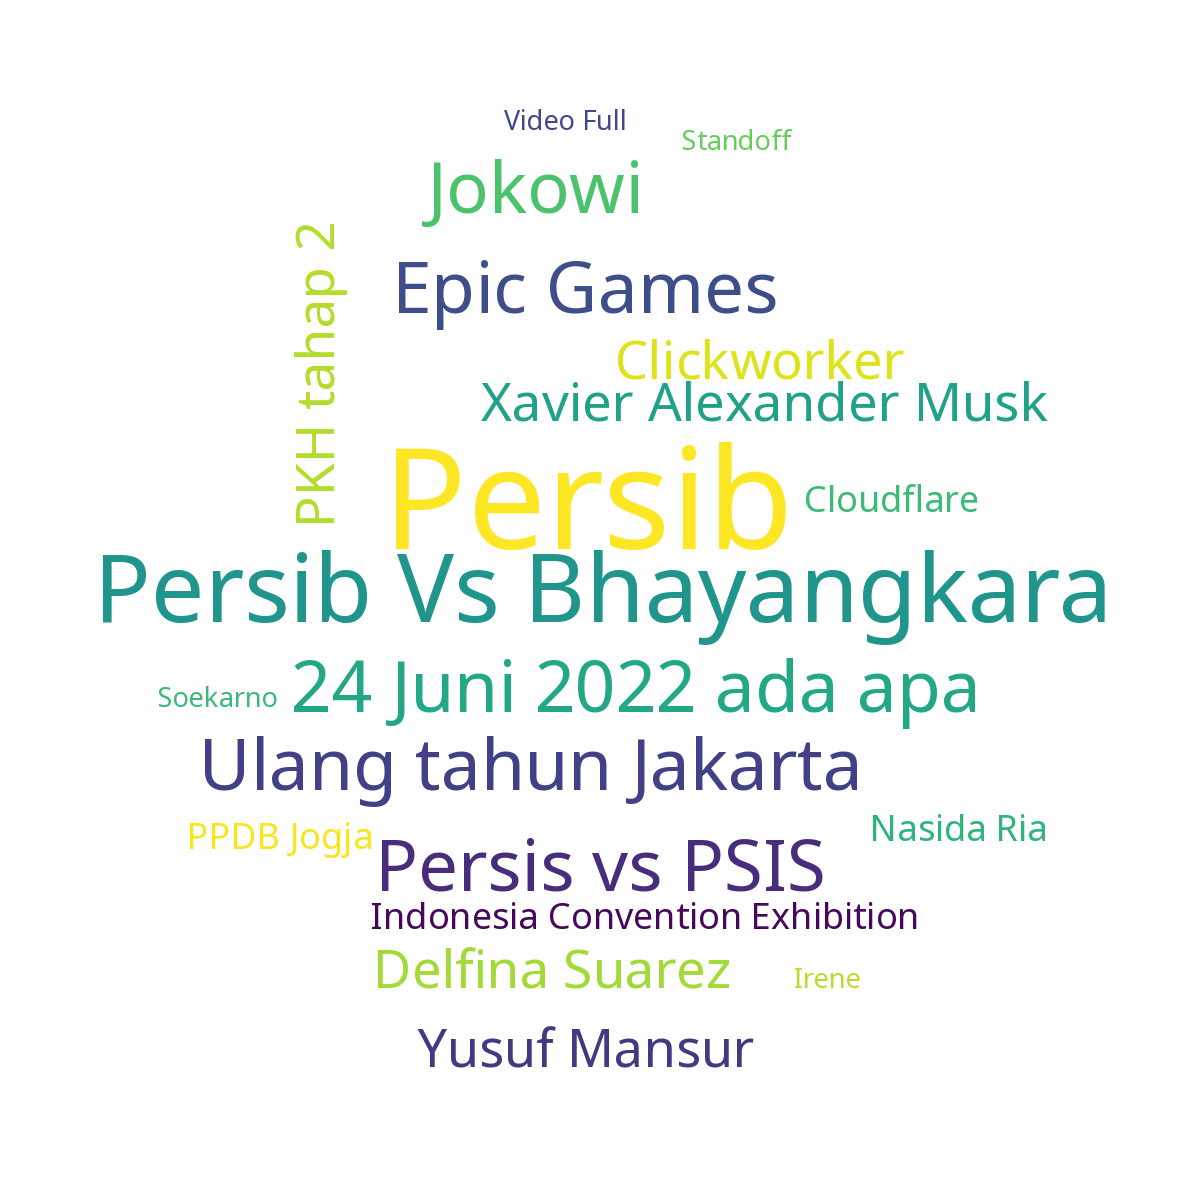 Video Full
Standoff
Jokowi
PKH tahap 2
Epic Games
Clickworker
Xavier Alexander Musk
Persib
Cloudflare
Persib Vs Bhayangkara
24 Juni 2022 ada apa
Soekarno
Ulang tahun Jakarta
PPDB Jogja
Nasida Ria
Persis vs PSIS
Indonesia Convention Exhibition
Delfina Suarez
Irene
Yusuf Mansur